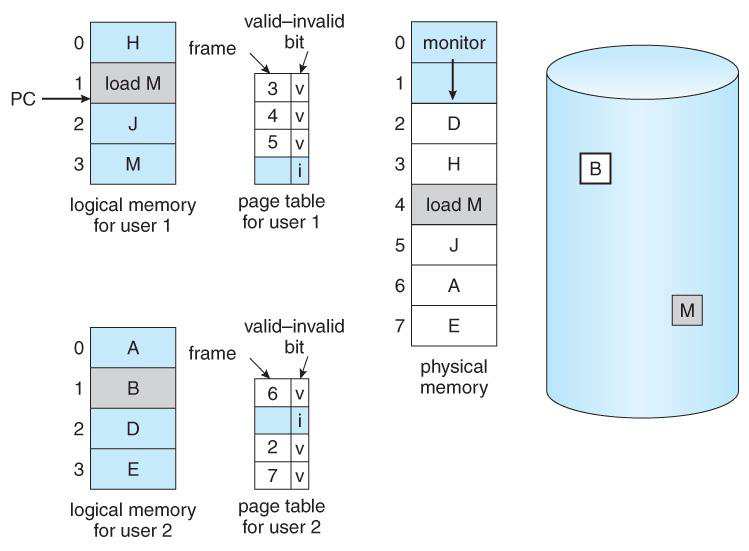 valid–invalid
bit
frame
0 H
1 load M
PC
2 J
3 M
logical memory
for user 1
3 v
4 v
5 v
i
page table
for user 1
0 monitor
1
2 D
3 H
4 load M
5 J
6 A
7 E
physical
memory
B
M
valid–invalid
bit
frame
0 A
1 B
2 D
3 E
logical memory
for user 2
6 v
i
2 v
7 v
page table
for user 2